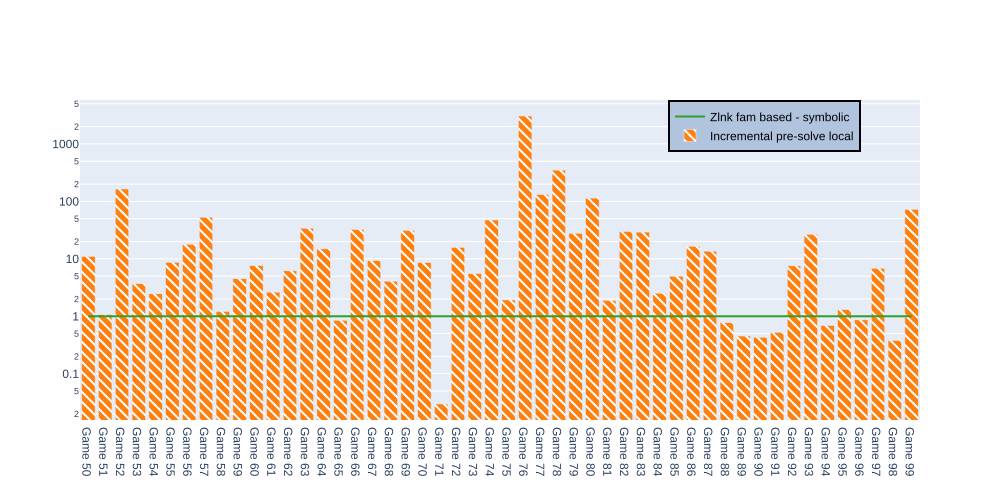 Zlnk fam based - symbolic
Incremental pre-solve local
5
2
1000
5
2
100
5
2
10
5
2
1
5
2
0.1
5
2
Game 50
Game 51
Game 52
Game 53
Game 54
Game 55
Game 56
Game 57
Game 58
Game 59
Game 60
Game 61
Game 62
Game 63
Game 64
Game 65
Game 66
Game 67
Game 68
Game 69
Game 70
Game 71
Game 72
Game 73
Game 74
Game 75
Game 76
Game 77
Game 78
Game 79
Game 80
Game 81
Game 82
Game 83
Game 84
Game 85
Game 86
Game 87
Game 88
Game 89
Game 90
Game 91
Game 92
Game 93
Game 94
Game 95
Game 96
Game 97
Game 98
Game 99